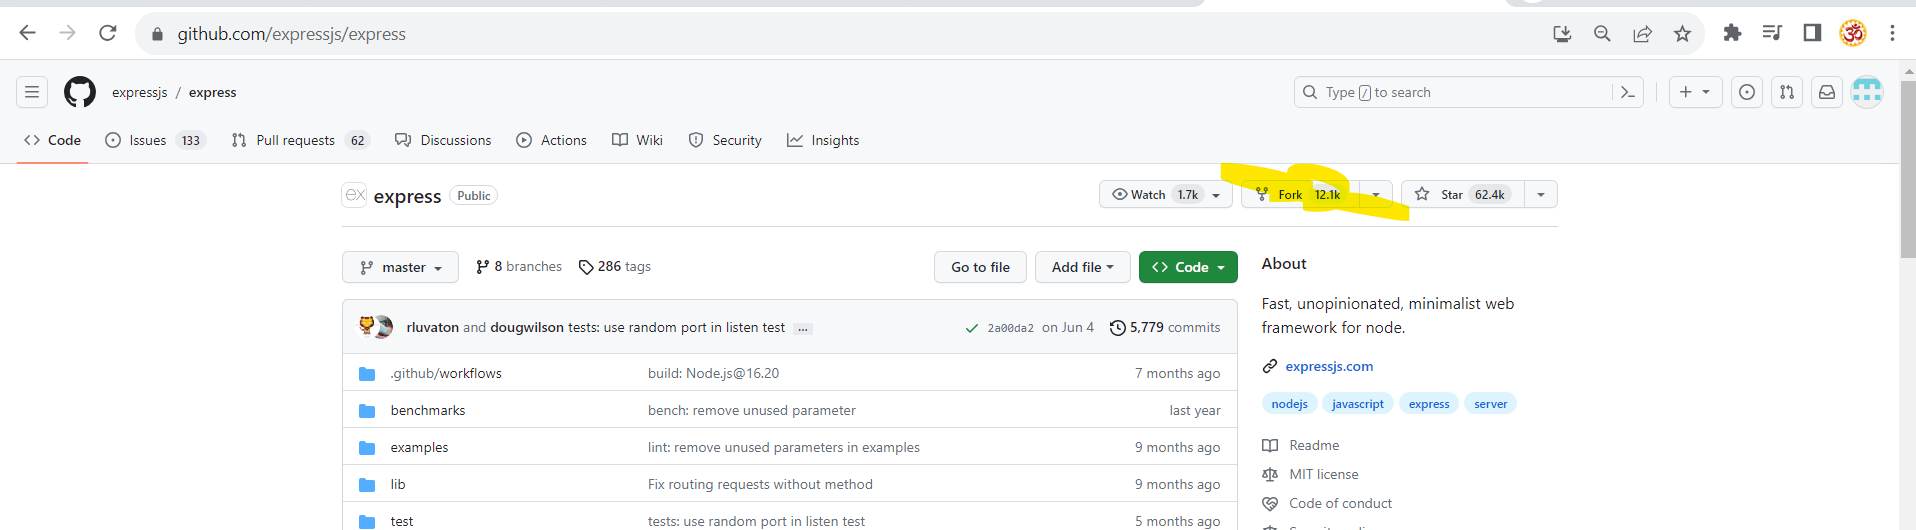 github.com/expressjs/express
expressjs / express
Type / to search
Code Issues 133 Pull requests 62 Discussions Actions Wiki Security Insights
ex express Public Watch 1.7k Fork 12.1k Star 62.4k
master 8 branches 286 tags Go to file Add file Code
rluvaton and dougwilson tests: use random port in listen test ... 2a00da2 on Jun 4 5,779 commits
.github/workflows build: Node.js@16.20 7 months ago
benchmarks bench: remove unused parameter last year
examples lint: remove unused parameters in examples 9 months ago
lib Fix routing requests without method 9 months ago
test tests: use random port in listen test 5 months ago
About
Fast, unopinionated, minimalist web
framework for node.
expressjs.com
nodejs javascript express server
Readme
MIT license
Code of conduct